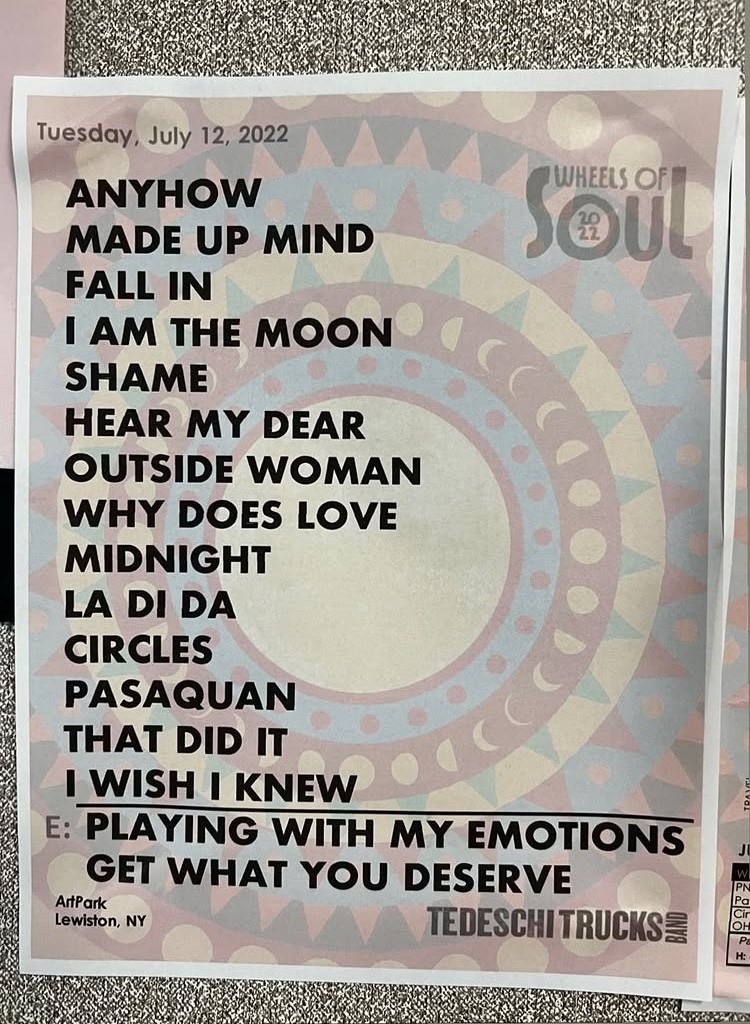 Tuesday, July 12, 2022
WHEELS OF
SOUL
20
22
ANYHOW
MADE UP MIND
FALL IN
I AM THE MOON
SHAME
HEAR MY DEAR
OUTSIDE WOMAN
WHY DOES LOVE
MIDNIGHT
LA DI DA
CIRCLES
PASAQUAN
THAT DID IT
I WISH I KNEW
E: PLAYING WITH MY EMOTIONS
GET WHAT YOU DESERVE
ArtPark
Lewiston, NY
TEDESCHI TRUCKS BAND
H: